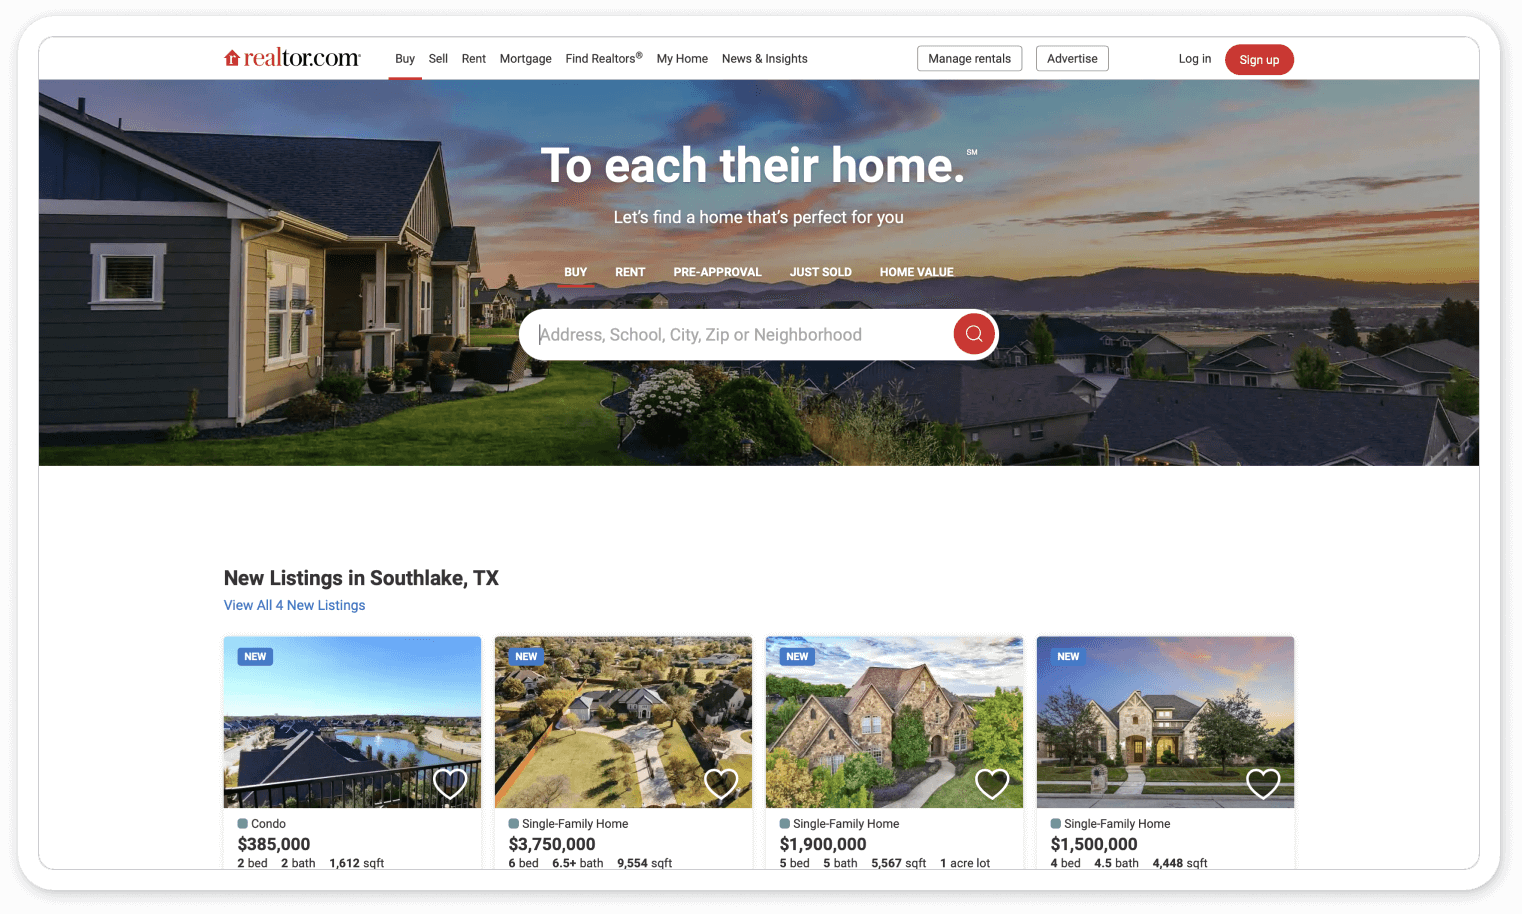 realtor.com®
Buy Sell Rent Mortgage Find Realtors® My Home News & Insights Manage rentals Advertise Log in Sign up
To each their home.℠
Let's find a home that's perfect for you
BUY RENT PRE-APPROVAL JUST SOLD HOME VALUE
Address, School, City, Zip or Neighborhood
New Listings in Southlake, TX
View All 4 New Listings
NEW
Condo
$385,000
2 bed 2 bath 1,612 sqft
NEW
Single-Family Home
$3,750,000
6 bed 6.5+ bath 9,554 sqft
NEW
Single-Family Home
$1,900,000
5 bed 5 bath 5,567 sqft 1 acre lot
NEW
Single-Family Home
$1,500,000
4 bed 4.5 bath 4,448 sqft